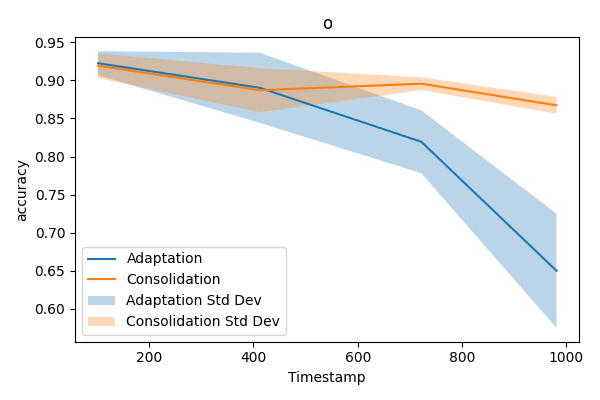 o
0.95
0.90
0.85
0.80
0.75
0.70
0.65
0.60
accuracy
Adaptation
Consolidation
Adaptation Std Dev
Consolidation Std Dev
200
400
600
800
1000
Timestamp